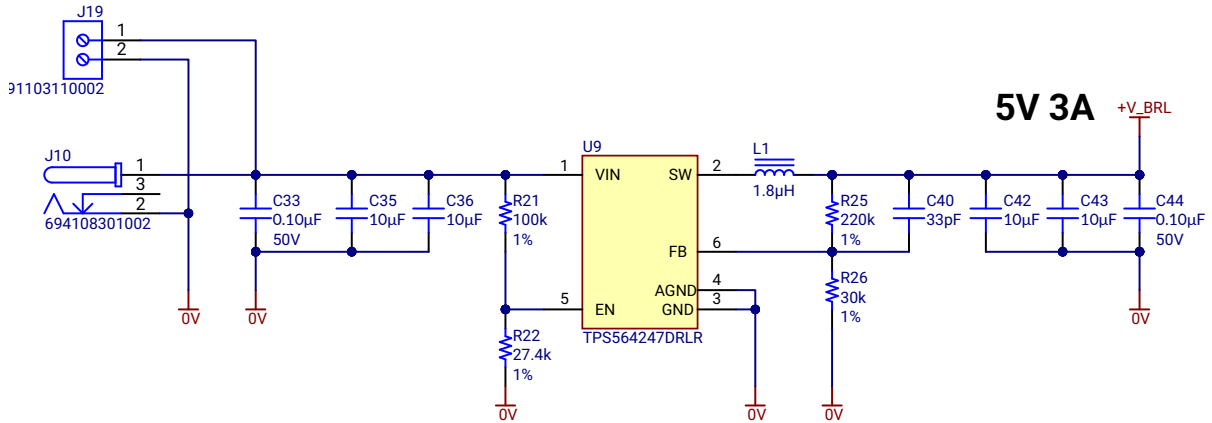 J19
1
2
91103110002
J10
1
3
2
694108301002
C33
0.10µF
50V
C35
10µF
C36
10µF
R21
100k
1%
R22
27.4k
1%
U9
1 VIN
SW 2
FB 6
AGND 4
GND 3
5 EN
TPS564247DRLR
L1
1.8µH
R25
220k
1%
R26
30k
1%
C40
33pF
C42
10µF
C43
10µF
C44
0.10µF
50V
5V 3A
+V_BRL
0V
0V
0V
0V
0V
0V